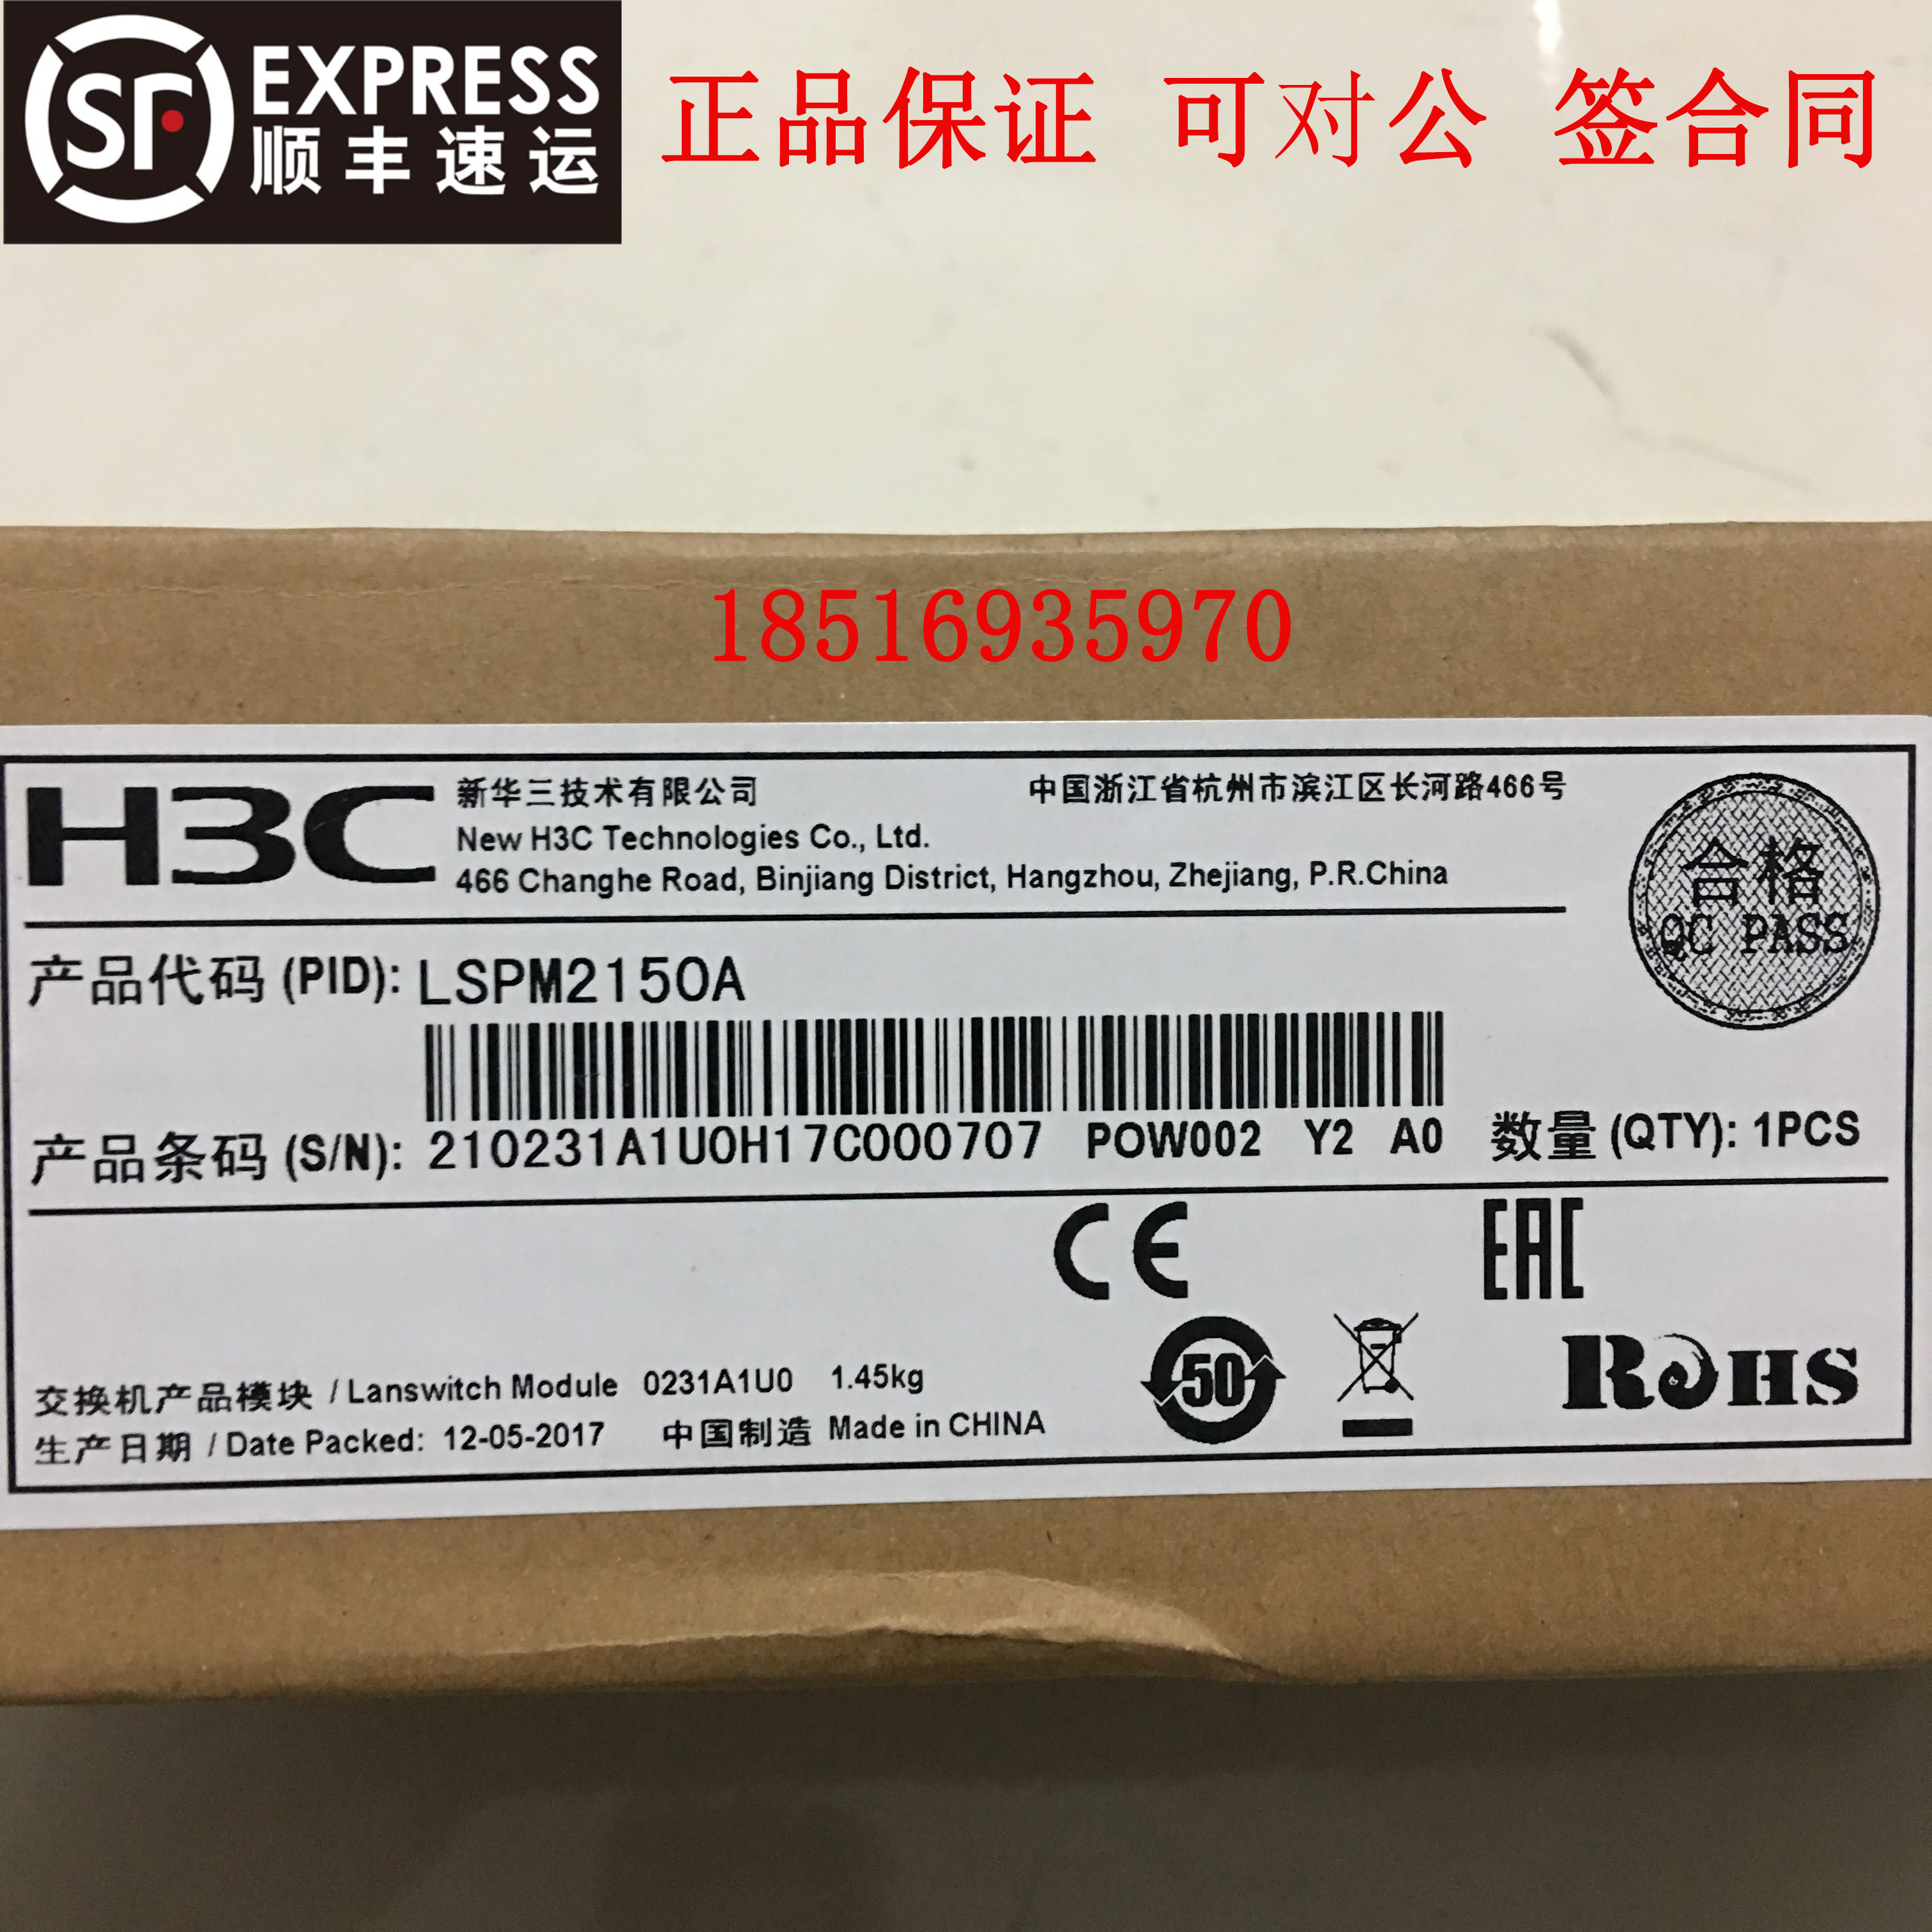 SF EXPRESS
顺丰速运
正品保证 可对公 签合同
18516935970
H3C
新华三技术有限公司 中国浙江省杭州市滨江区长河路466号
New H3C Technologies Co., Ltd.
466 Changhe Road, Binjiang District, Hangzhou, Zhejiang, P.R.China
合格
QC PASS
产品代码 (PID): LSPM2150A
产品条码 (S/N): 210231A1U0H17C000707 POW002 Y2 A0 数量 (QTY): 1PCS
CE EAC
50 RoHS
交换机产品模块 / Lanswitch Module 0231A1U0 1.45kg
生产日期 / Date Packed: 12-05-2017 中国制造 Made in CHINA